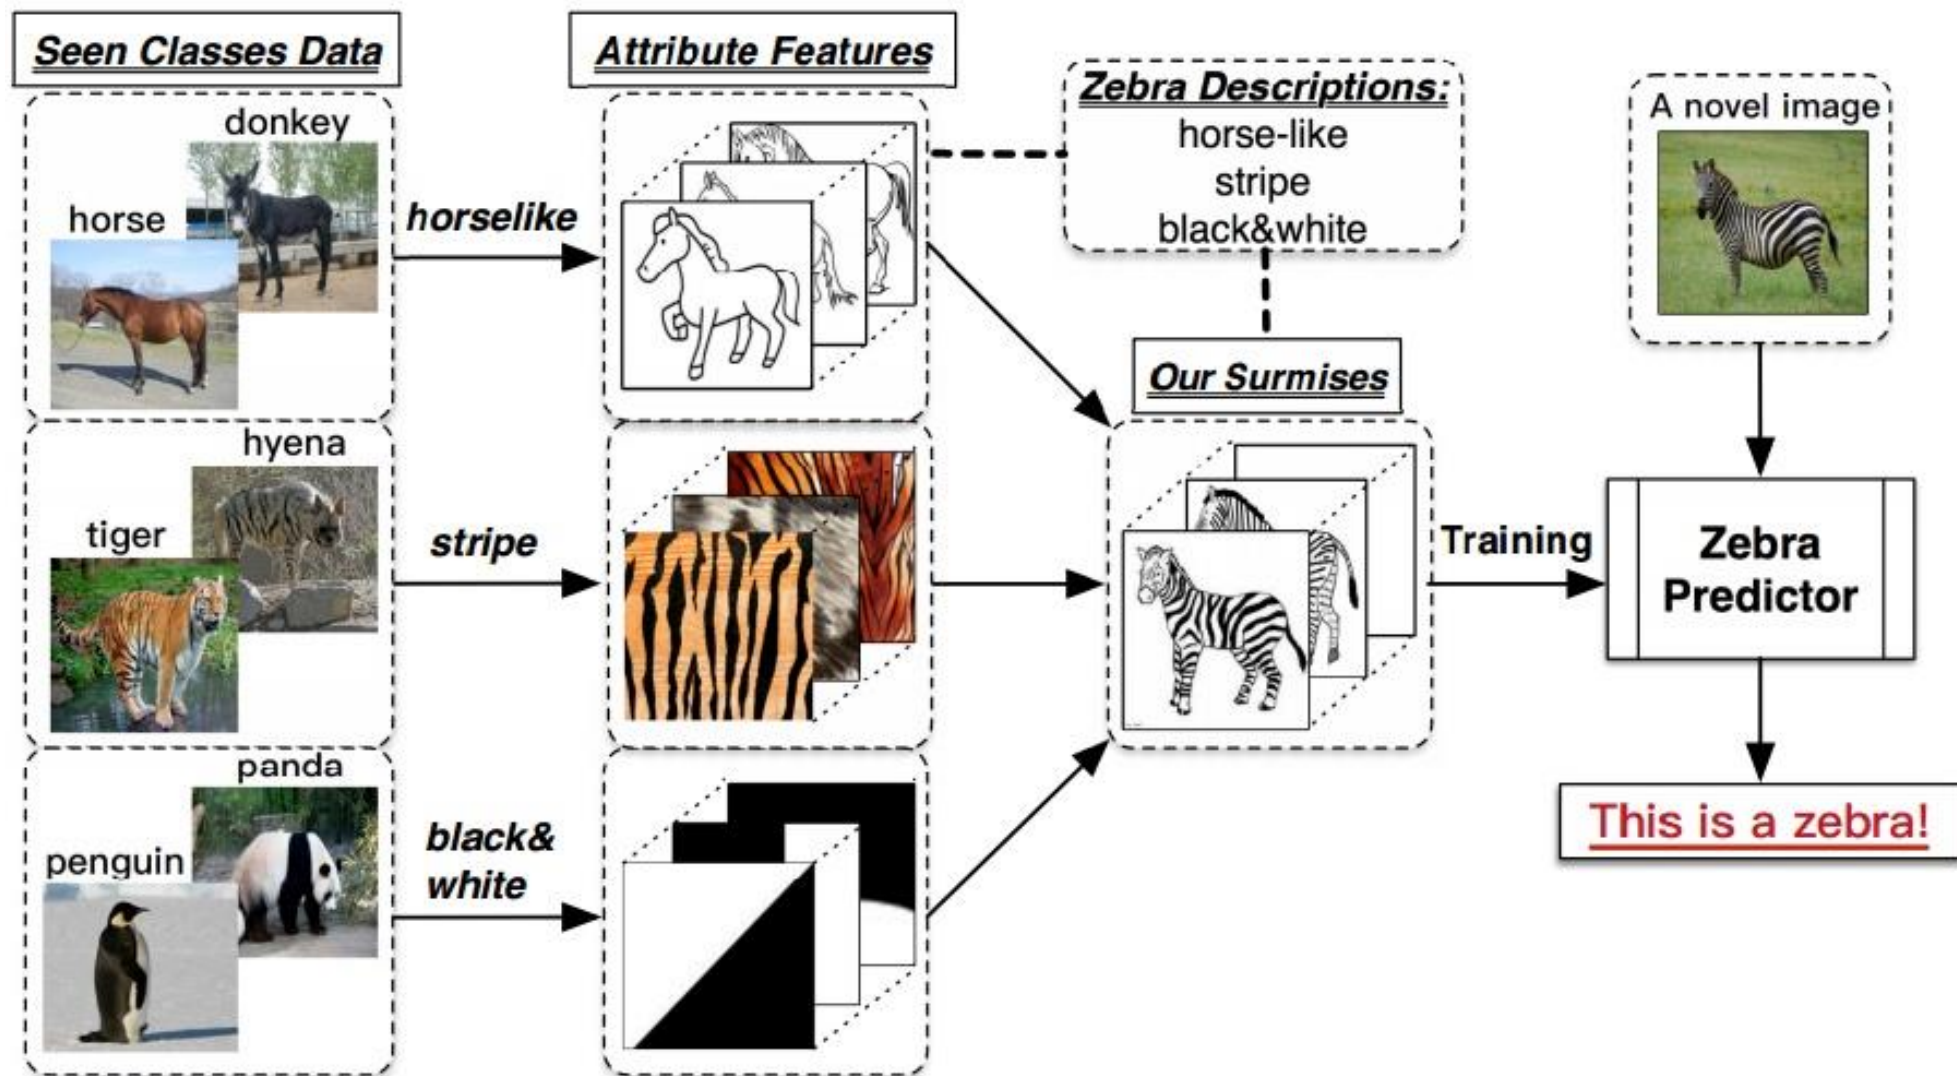 Seen Classes Data
Attribute Features
Zebra Descriptions:
horse-like
stripe
black&white
A novel image
donkey
horse
horselike
Our Surmises
hyena
tiger
stripe
Training
Zebra
Predictor
panda
penguin
black&
white
This is a zebra!